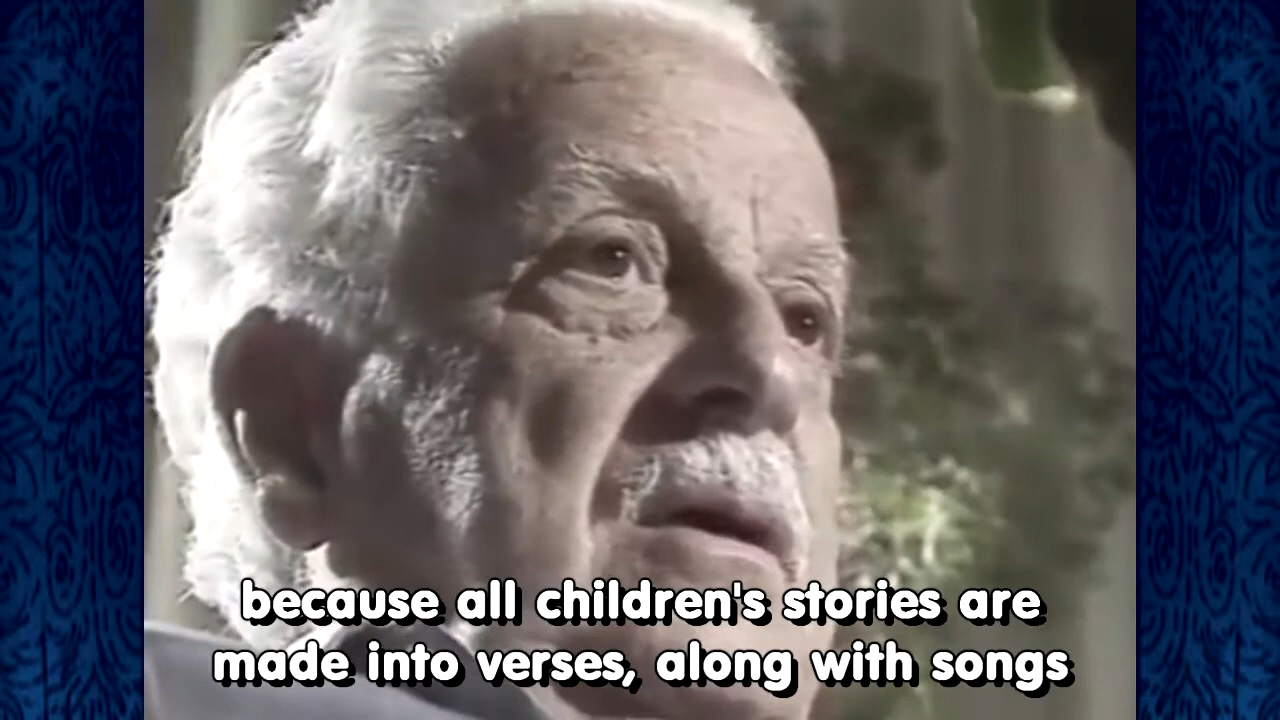 because all children's stories are
made into verses, along with songs